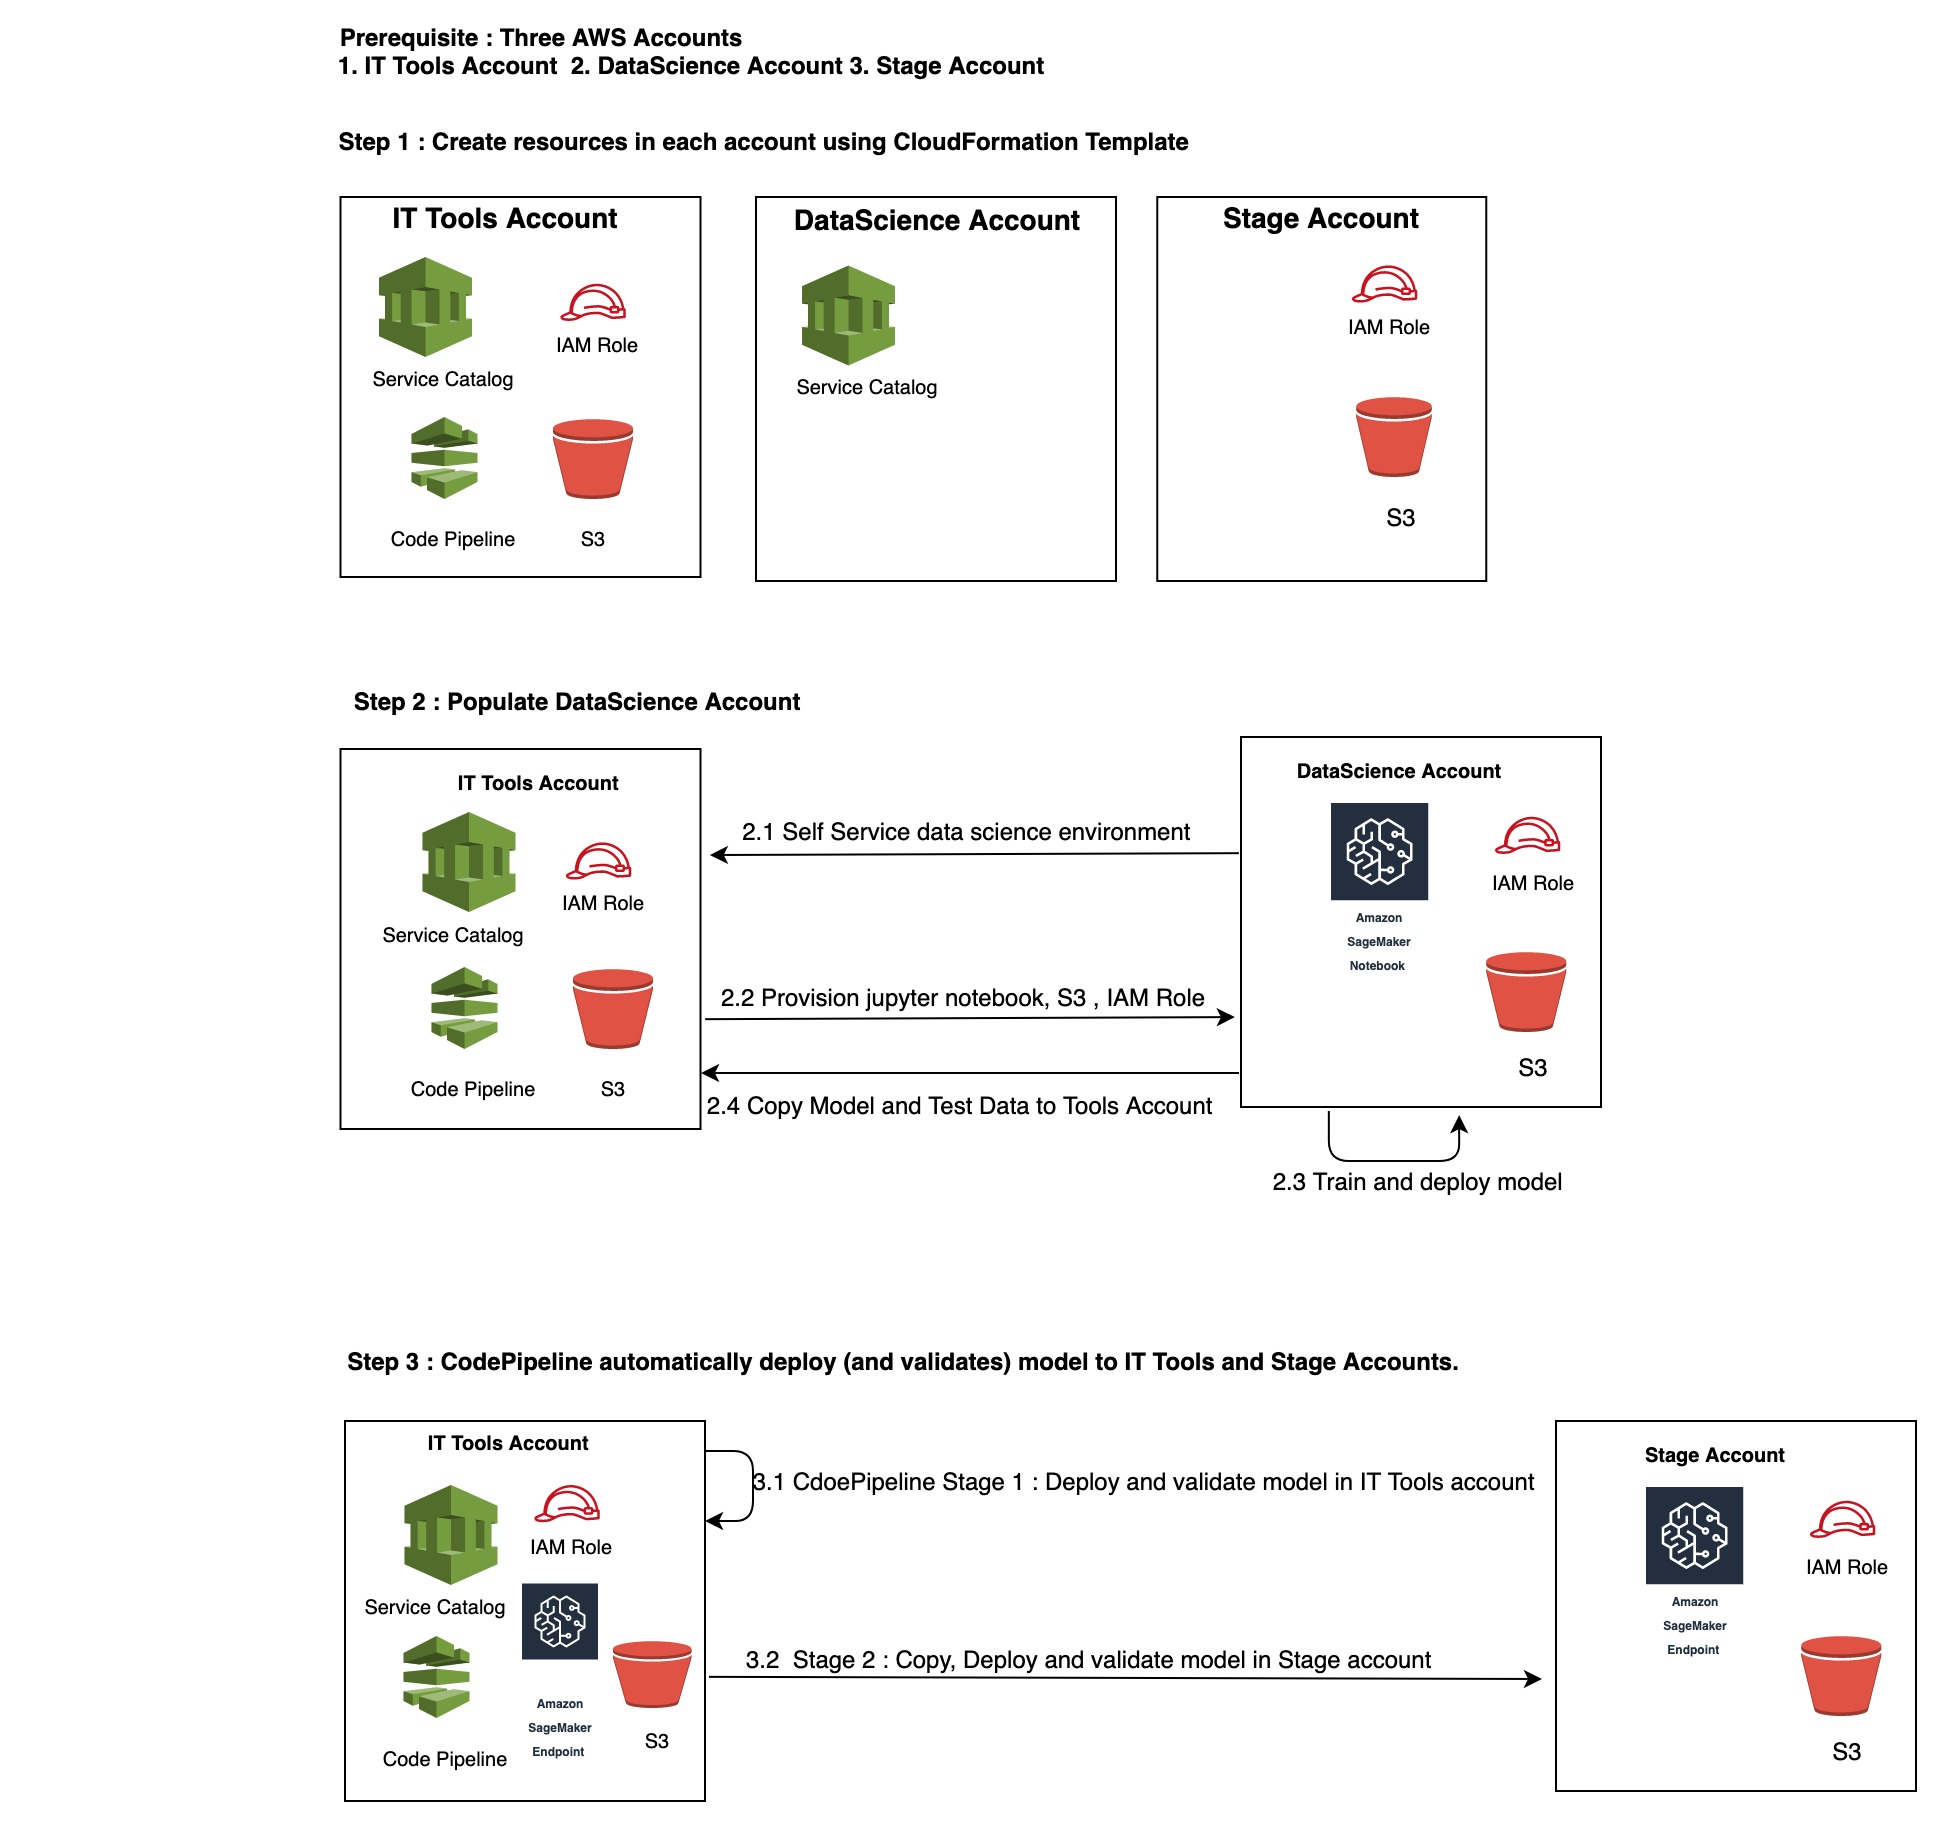 Prerequisite : Three AWS Accounts
1. IT Tools Account  2. DataScience Account 3. Stage Account
Step 1 : Create resources in each account using CloudFormation Template
IT Tools Account
Service Catalog
IAM Role
Code Pipeline
S3
DataScience Account
Service Catalog
Stage Account
IAM Role
S3
Step 2 : Populate DataScience Account
IT Tools Account
Service Catalog
IAM Role
Code Pipeline
S3
2.1 Self Service data science environment
2.2 Provision jupyter notebook, S3 , IAM Role
2.4 Copy Model and Test Data to Tools Account
DataScience Account
Amazon
SageMaker
Notebook
IAM Role
S3
2.3 Train and deploy model
Step 3 : CodePipeline automatically deploy (and validates) model to IT Tools and Stage Accounts.
IT Tools Account
IAM Role
Service Catalog
Amazon
SageMaker
Endpoint
S3
Code Pipeline
3.1 CdoePipeline Stage 1 : Deploy and validate model in IT Tools account
3.2  Stage 2 : Copy, Deploy and validate model in Stage account
Stage Account
Amazon
SageMaker
Endpoint
IAM Role
S3